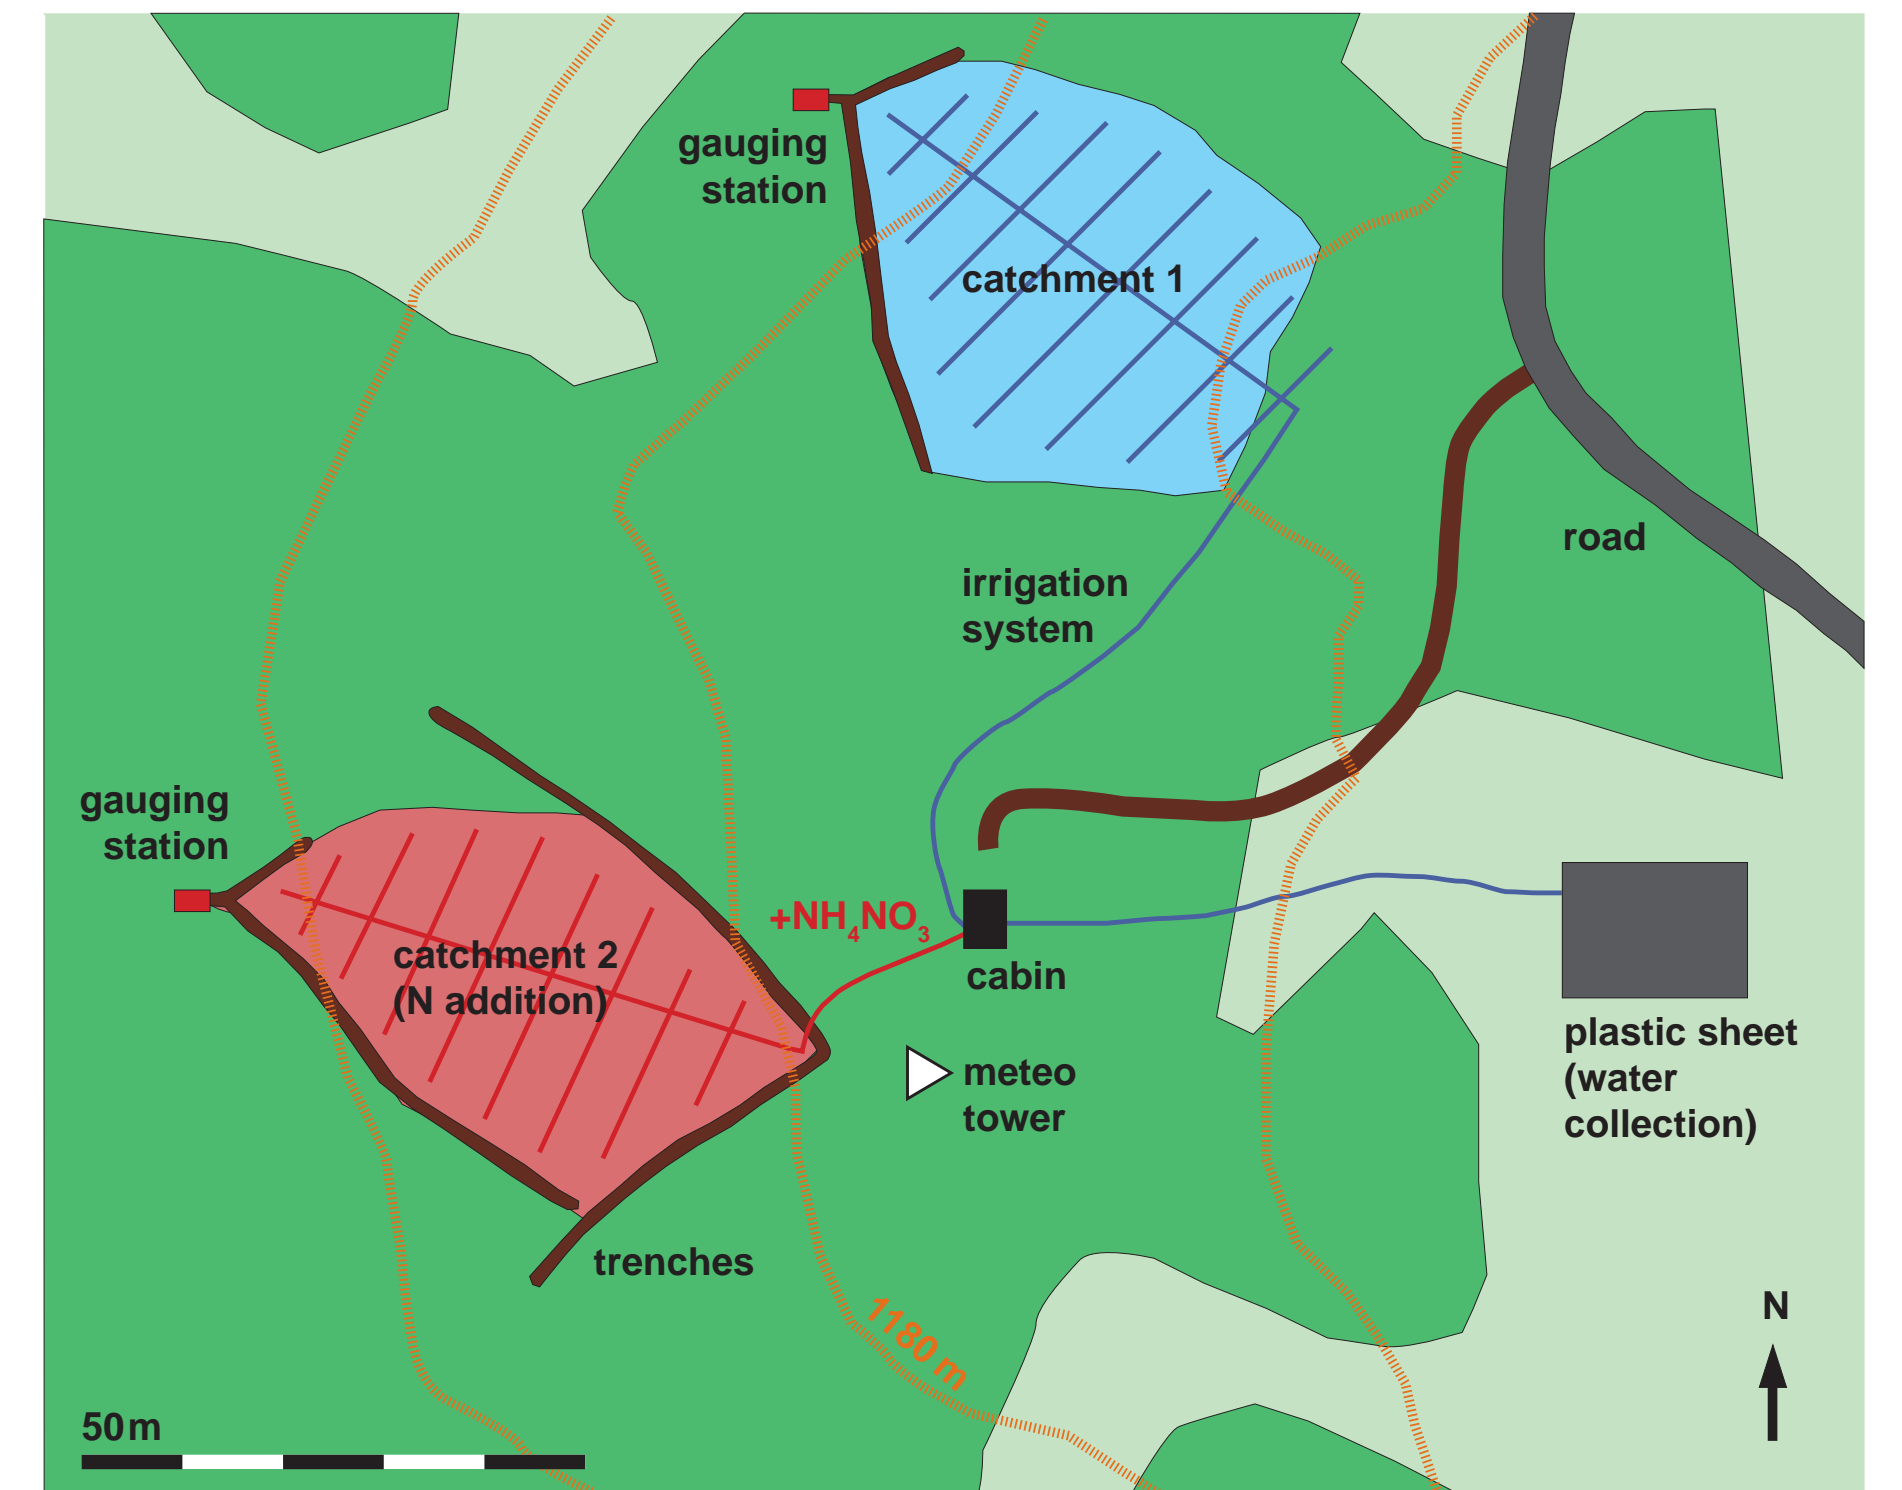 gauging
station
catchment 1
road
irrigation
system
gauging
station
+NH₄NO₃
catchment 2
(N addition)
cabin
plastic sheet
(water
collection)
meteo
tower
trenches
1180 m
N
50 m